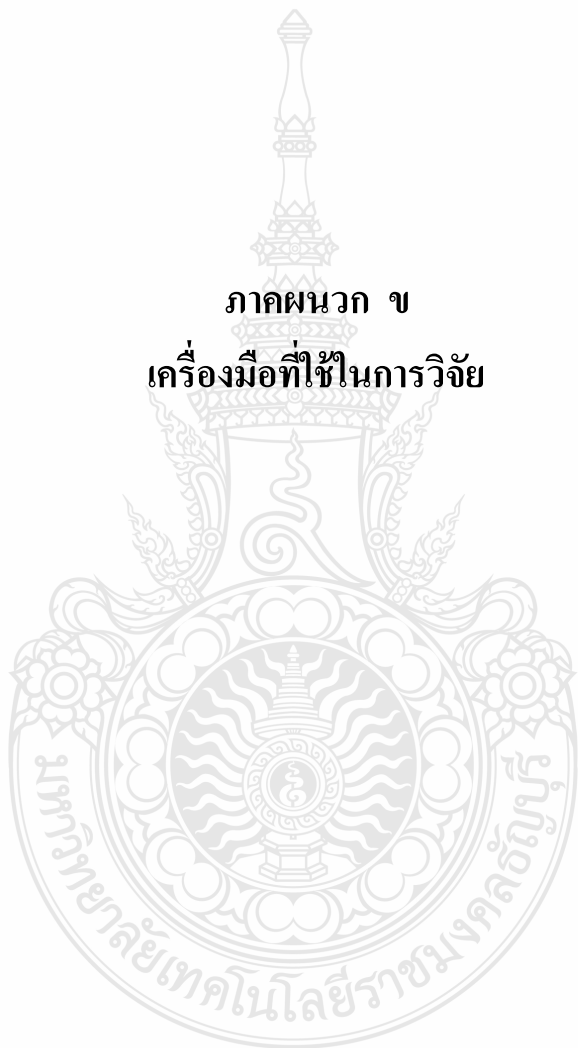 ภาคผนวก ข
เครื่องมือที่ใช้ในการวิจัย
มหาวิทยาลัยเทคโนโลยีราชมงคลธัญบุรี